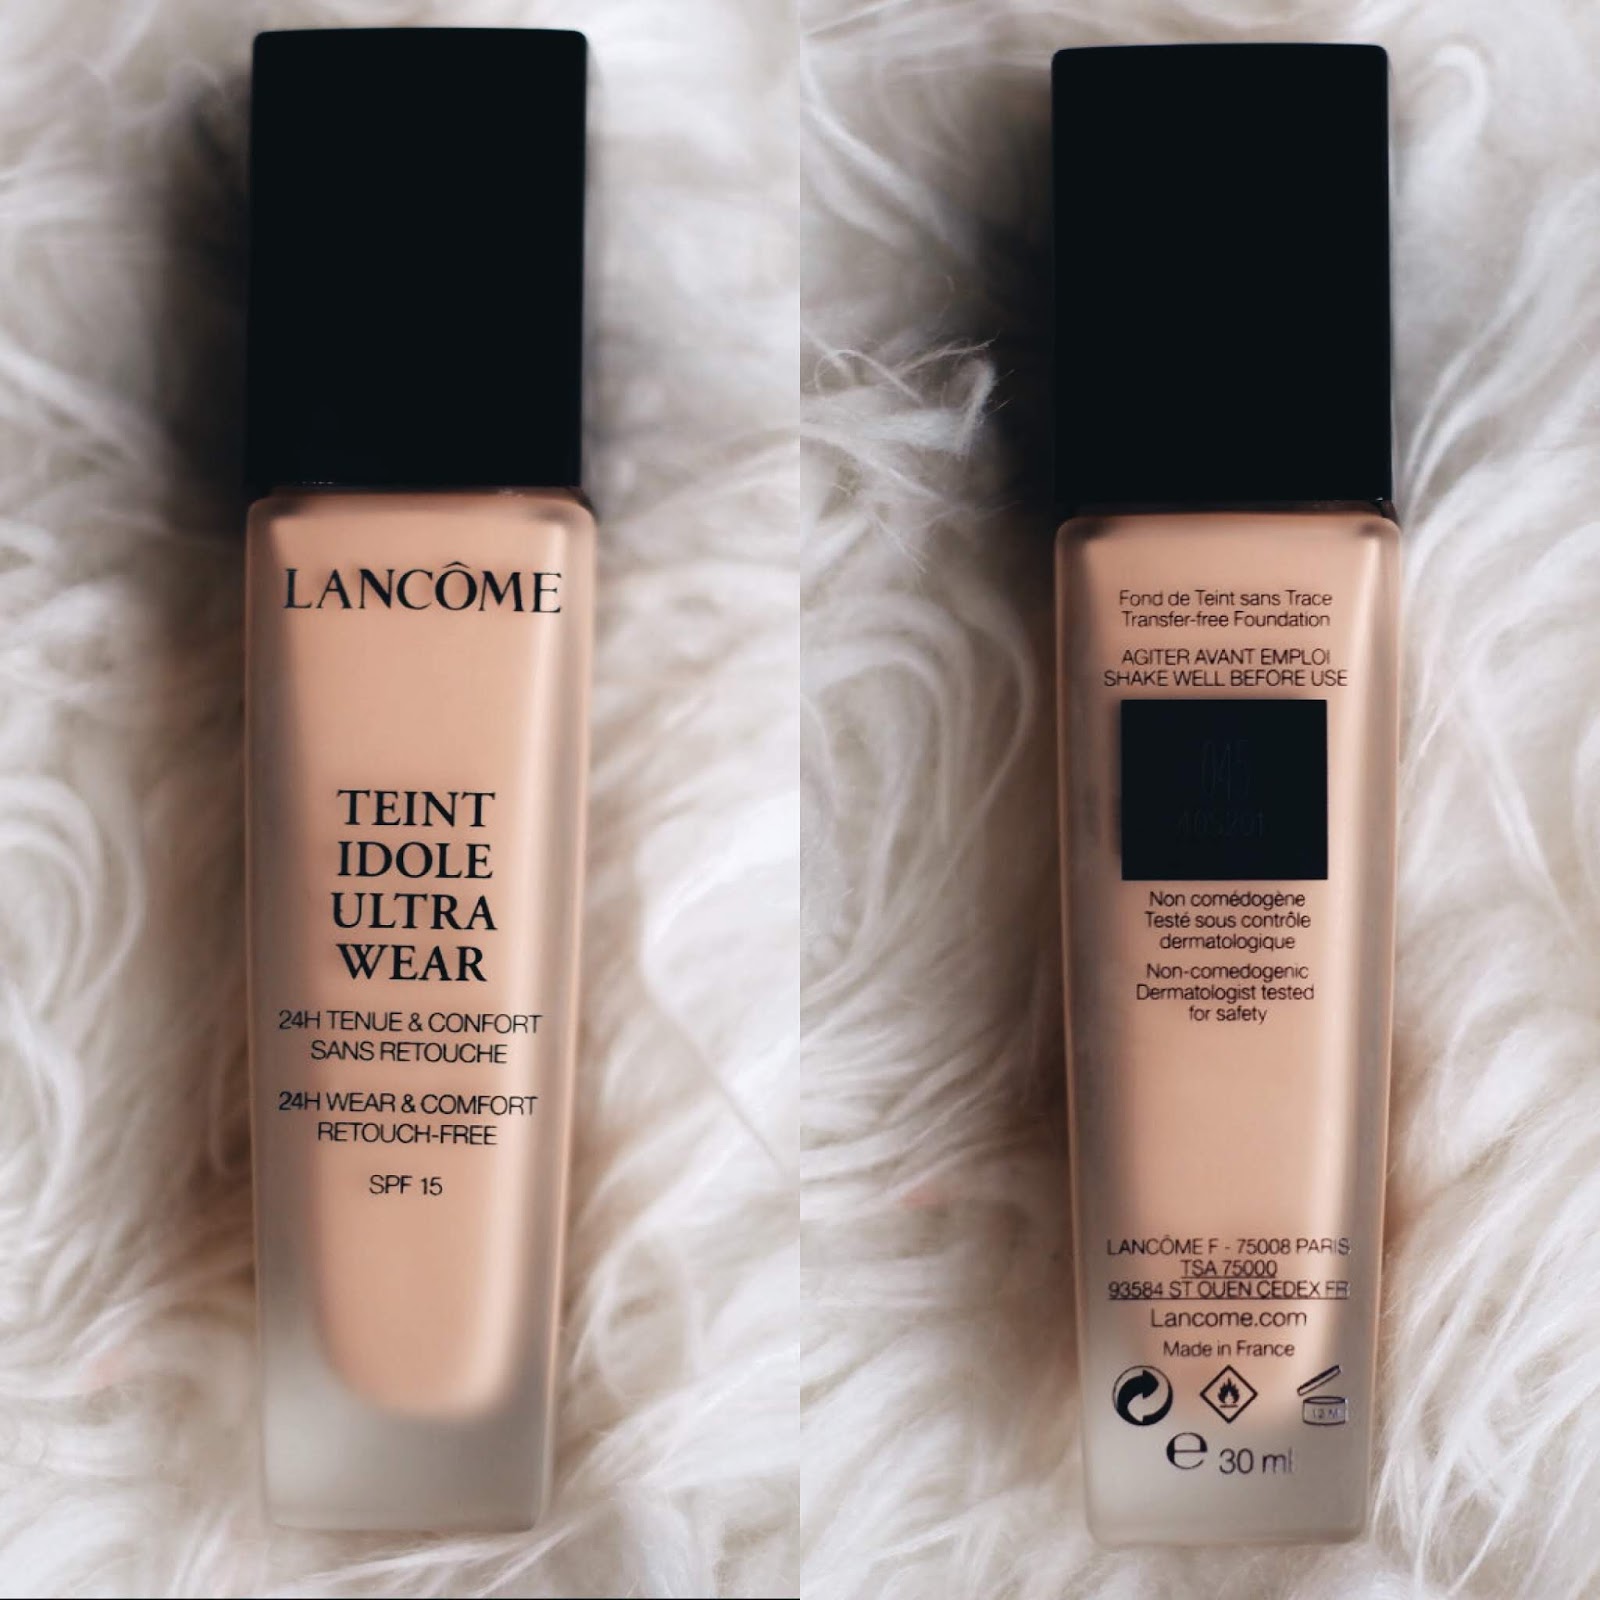 LANCÔME
TEINT
IDOLE
ULTRA
WEAR
24H TENUE & CONFORT
SANS RETOUCHE
24H WEAR & COMFORT
RETOUCH-FREE
SPF 15
Fond de Teint sans Trace
Transfer-free Foundation
AGITER AVANT EMPLOI
SHAKE WELL BEFORE USE
045
Non comédogène
Testé sous contrôle
dermatologique
Non-comedogenic
Dermatologist tested
for safety
LANCÔME F - 75008 PARIS
TSA 75000
93584 ST OUEN CEDEX FR
Lancome.com
Made in France
12 M
e 30 ml